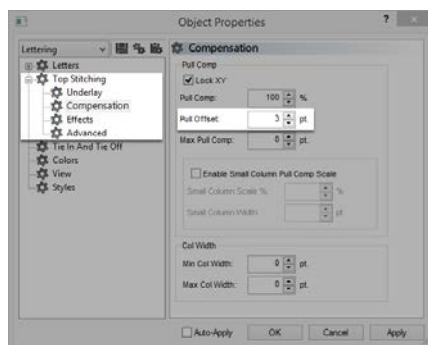 Object Properties
?
Lettering
Compensation
Letters
Top Stitching
Underlay
Compensation
Effects
Advanced
Tie In And Tie Off
Colors
View
Styles
Pull Comp
Lock XY
Pull Comp: 100 %
Pull Offset: 3 pt.
Max Pull Comp: 0 pt.
Enable Small Column Pull Comp Scale
Small Column Scale % %
Small Column Width pt
Col Width
Min Col Width: 0 pt.
Max Col Width: 0 pt.
Auto-Apply OK Cancel Apply